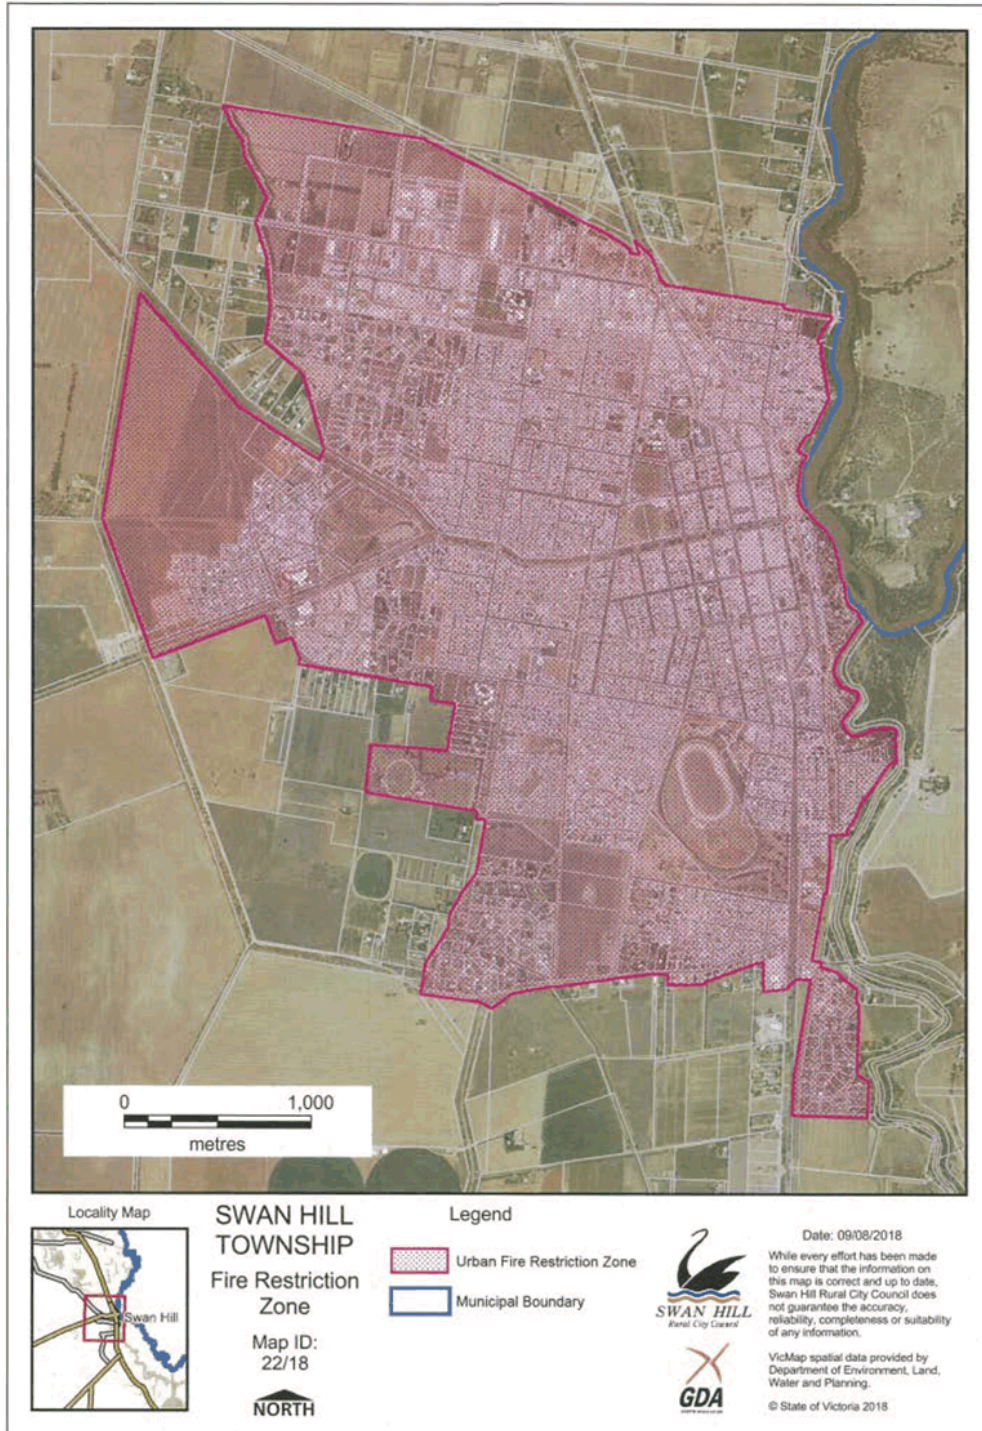 0 1,000
metres
Locality Map
Swan Hill
SWAN HILL
TOWNSHIP
Fire Restriction
Zone
Map ID:
22/18
NORTH
Legend
Urban Fire Restriction Zone
Municipal Boundary
SWAN HILL
Rural City Council
GDA
Date: 09/08/2018
While every effort has been made
to ensure that the information on
this map is correct and up to date,
Swan Hill Rural City Council does
not guarantee the accuracy,
reliability, completeness or suitability
of any information.
VicMap spatial data provided by
Department of Environment, Land,
Water and Planning.
© State of Victoria 2018